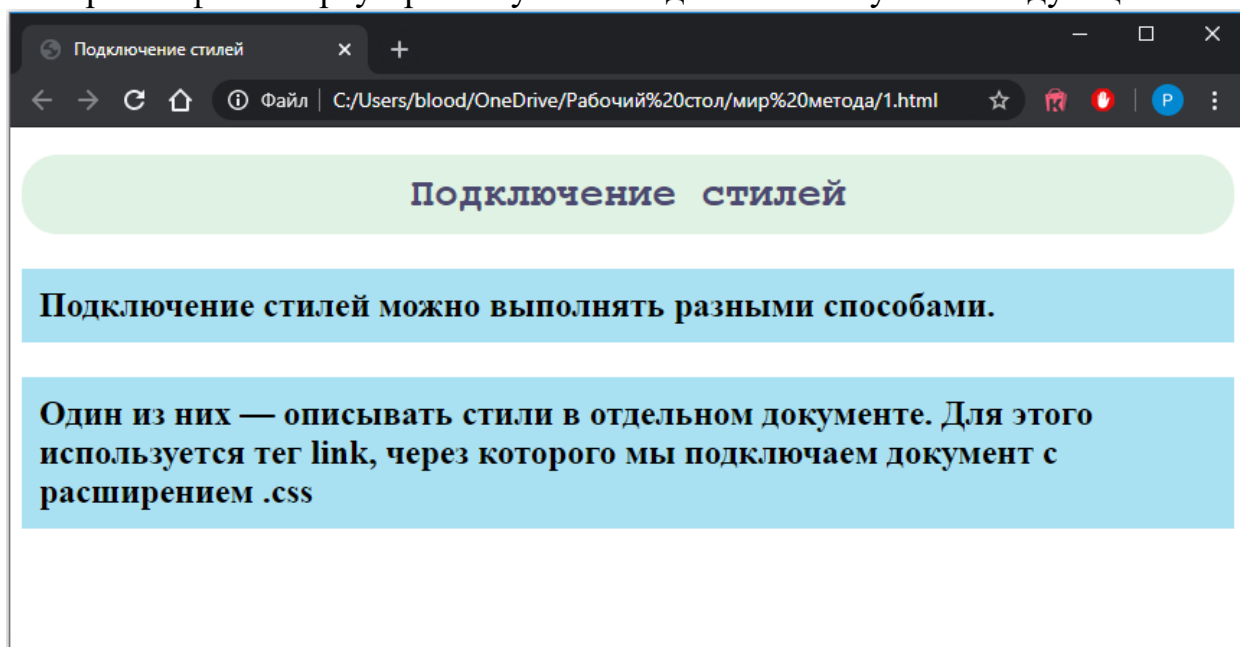 Подключение стилей
Файл C:/Users/blood/OneDrive/Рабочий%20стол/мир%20метода/1.html
P
Подключение стилей
Подключение стилей можно выполнять разными способами.
Один из них — описывать стили в отдельном документе. Для этого
используется тег link, через которого мы подключаем документ с
расширением .css